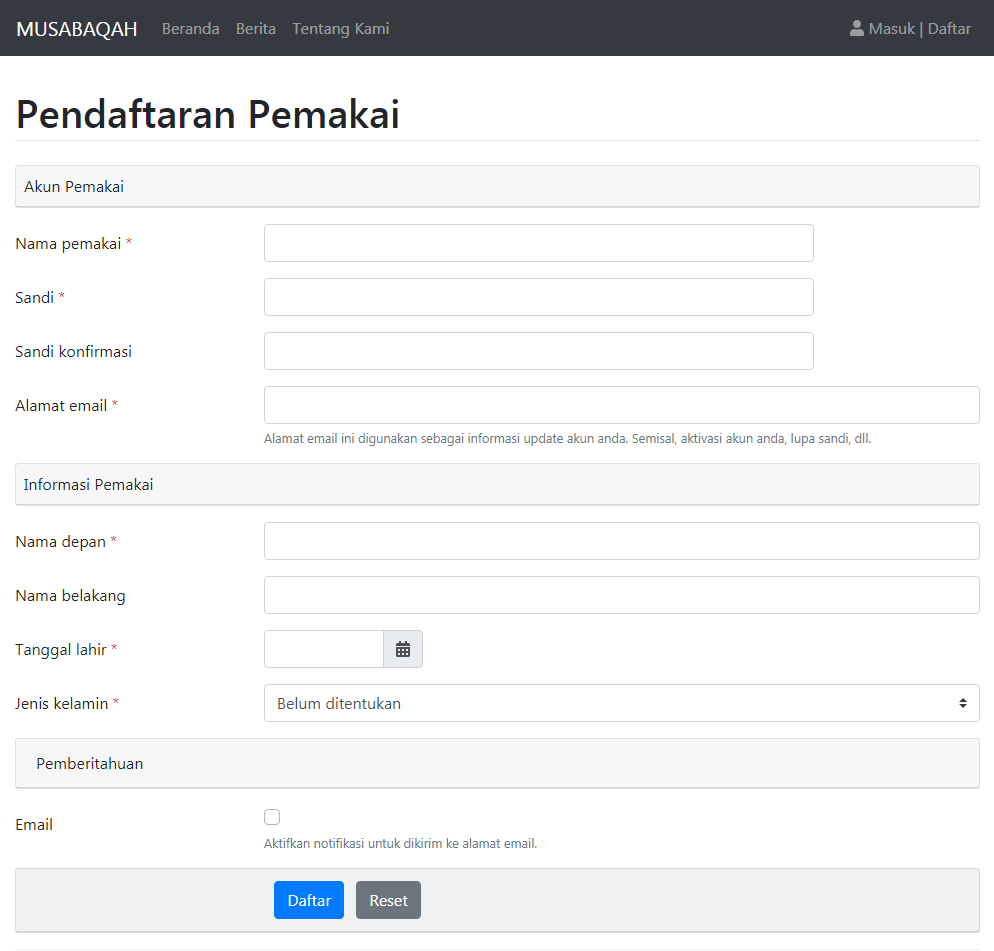 MUSABAQAH Beranda Berita Tentang Kami Masuk | Daftar
Pendaftaran Pemakai
Akun Pemakai
Nama pemakai *
Sandi *
Sandi konfirmasi
Alamat email *
Alamat email ini digunakan sebagai informasi update akun anda. Semisal, aktivasi akun anda, lupa sandi, dll.
Informasi Pemakai
Nama depan *
Nama belakang
Tanggal lahir *
Jenis kelamin * Belum ditentukan
Pemberitahuan
Email
Aktifkan notifikasi untuk dikirim ke alamat email.
Daftar Reset